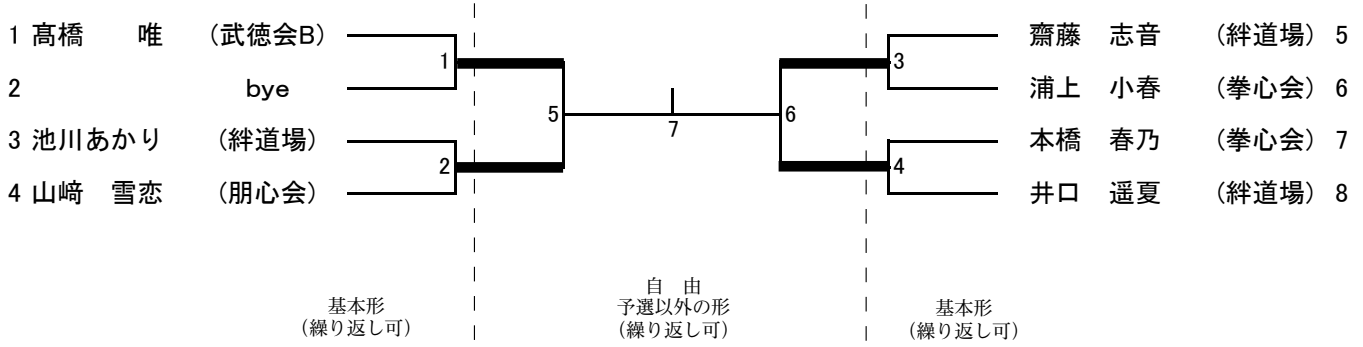 1 髙橋　　唯　（武徳会B）
2　　　　　bye
3 池川あかり　（絆道場）
4 山﨑　雪恋　（朋心会）
1
2
5
7
6
3
4
齋藤　志音　（絆道場） 5
浦上　小春　（拳心会） 6
本橋　春乃　（拳心会） 7
井口　遥夏　（絆道場） 8
基本形
（繰り返し可）
自　由
予選以外の形
（繰り返し可）
基本形
（繰り返し可）